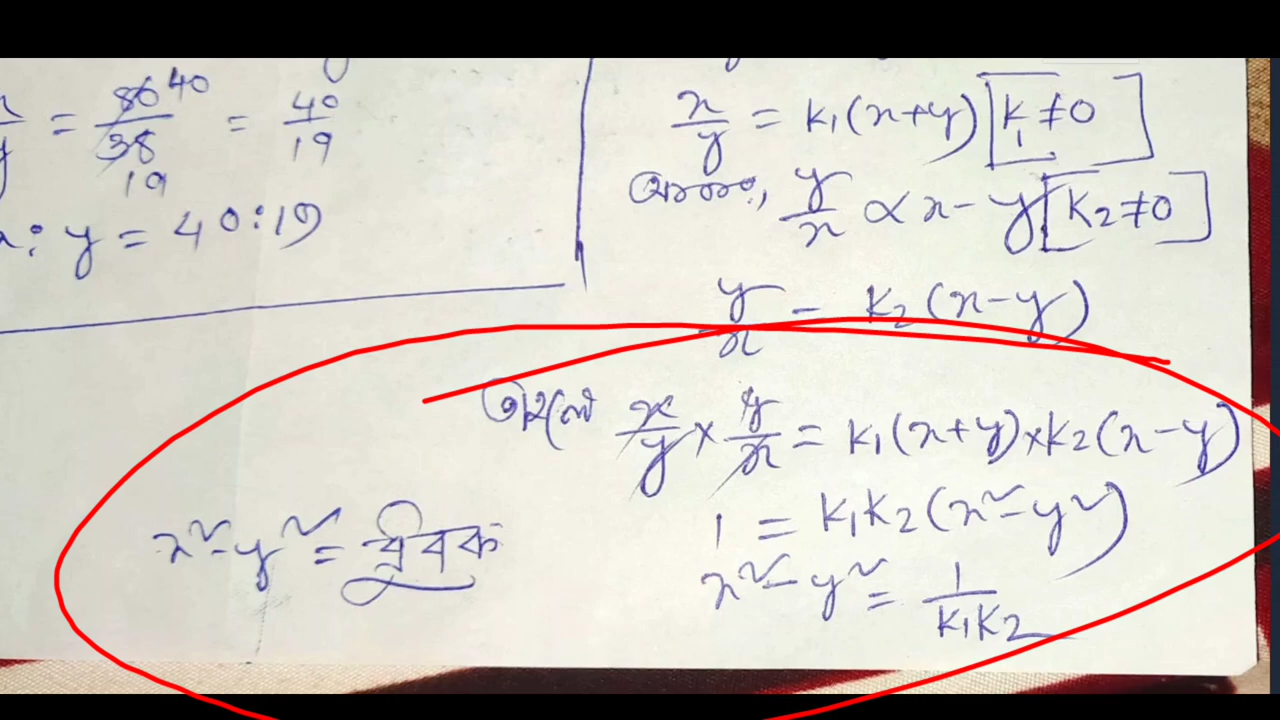 x/y = 80/38 40/19 = 40/19
x : y = 40:19
x/y = k₁(x+y) [k₁≠0]
আবার, y/x ∝ x-y [k₂≠0]
y/x = k₂(x-y)
তাহলে x/y × y/x = k₁(x+y)×k₂(x-y)
1 = k₁k₂(x²-y²)
x²-y² = 1/k₁k₂
x²-y² = ধ্রুবক